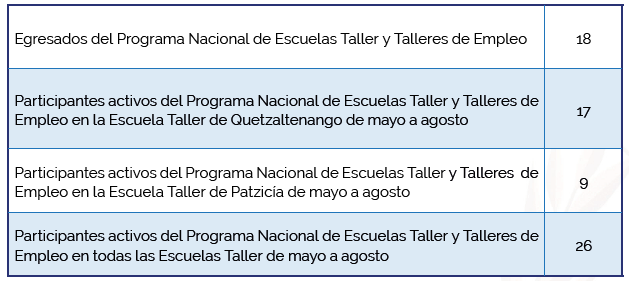 Egresados del Programa Nacional de Escuelas Taller y Talleres de Empleo 18
Participantes activos del Programa Nacional de Escuelas Taller y Talleres de
Empleo en la Escuela Taller de Quetzaltenango de mayo a agosto 17
Participantes activos del Programa Nacional de Escuelas Taller y Talleres de
Empleo en la Escuela Taller de Patzicía de mayo a agosto 9
Participantes activos del Programa Nacional de Escuelas Taller y Talleres de
Empleo en todas las Escuelas Taller de mayo a agosto 26